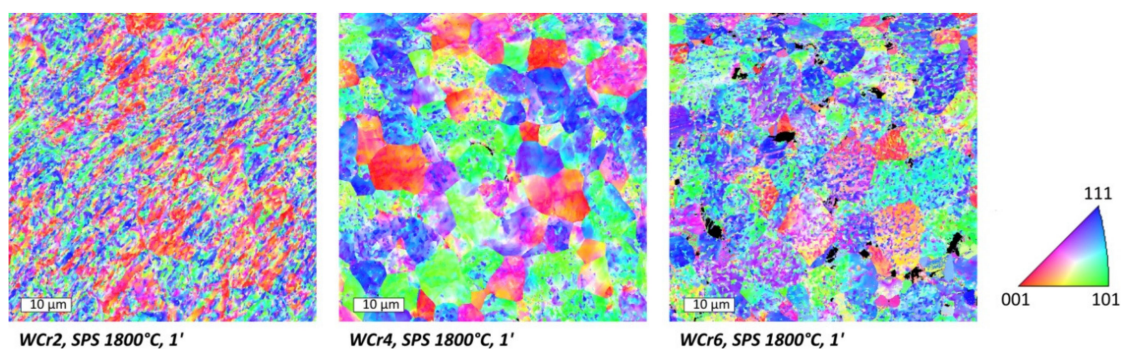 111
001
101
10 µm
10 µm
10 µm
WCr2, SPS 1800°C, 1'
WCr4, SPS 1800°C, 1'
WCr6, SPS 1800°C, 1'